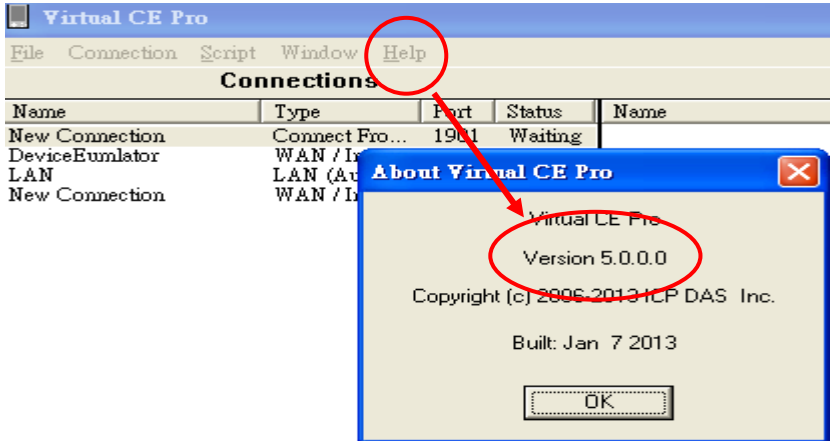 Virtual CE Pro
File Connection Script Window Help
Connections
Name Type Port Status Name
New Connection Connect Fro... 1901 Waiting
DeviceEumlator WAN / In
LAN LAN (Au
New Connection WAN / In
About Virtual CE Pro
Virtual CE Pro
Version 5.0.0.0
Copyright (c) 2006-2013 ICP DAS Inc.
Built: Jan 7 2013
OK